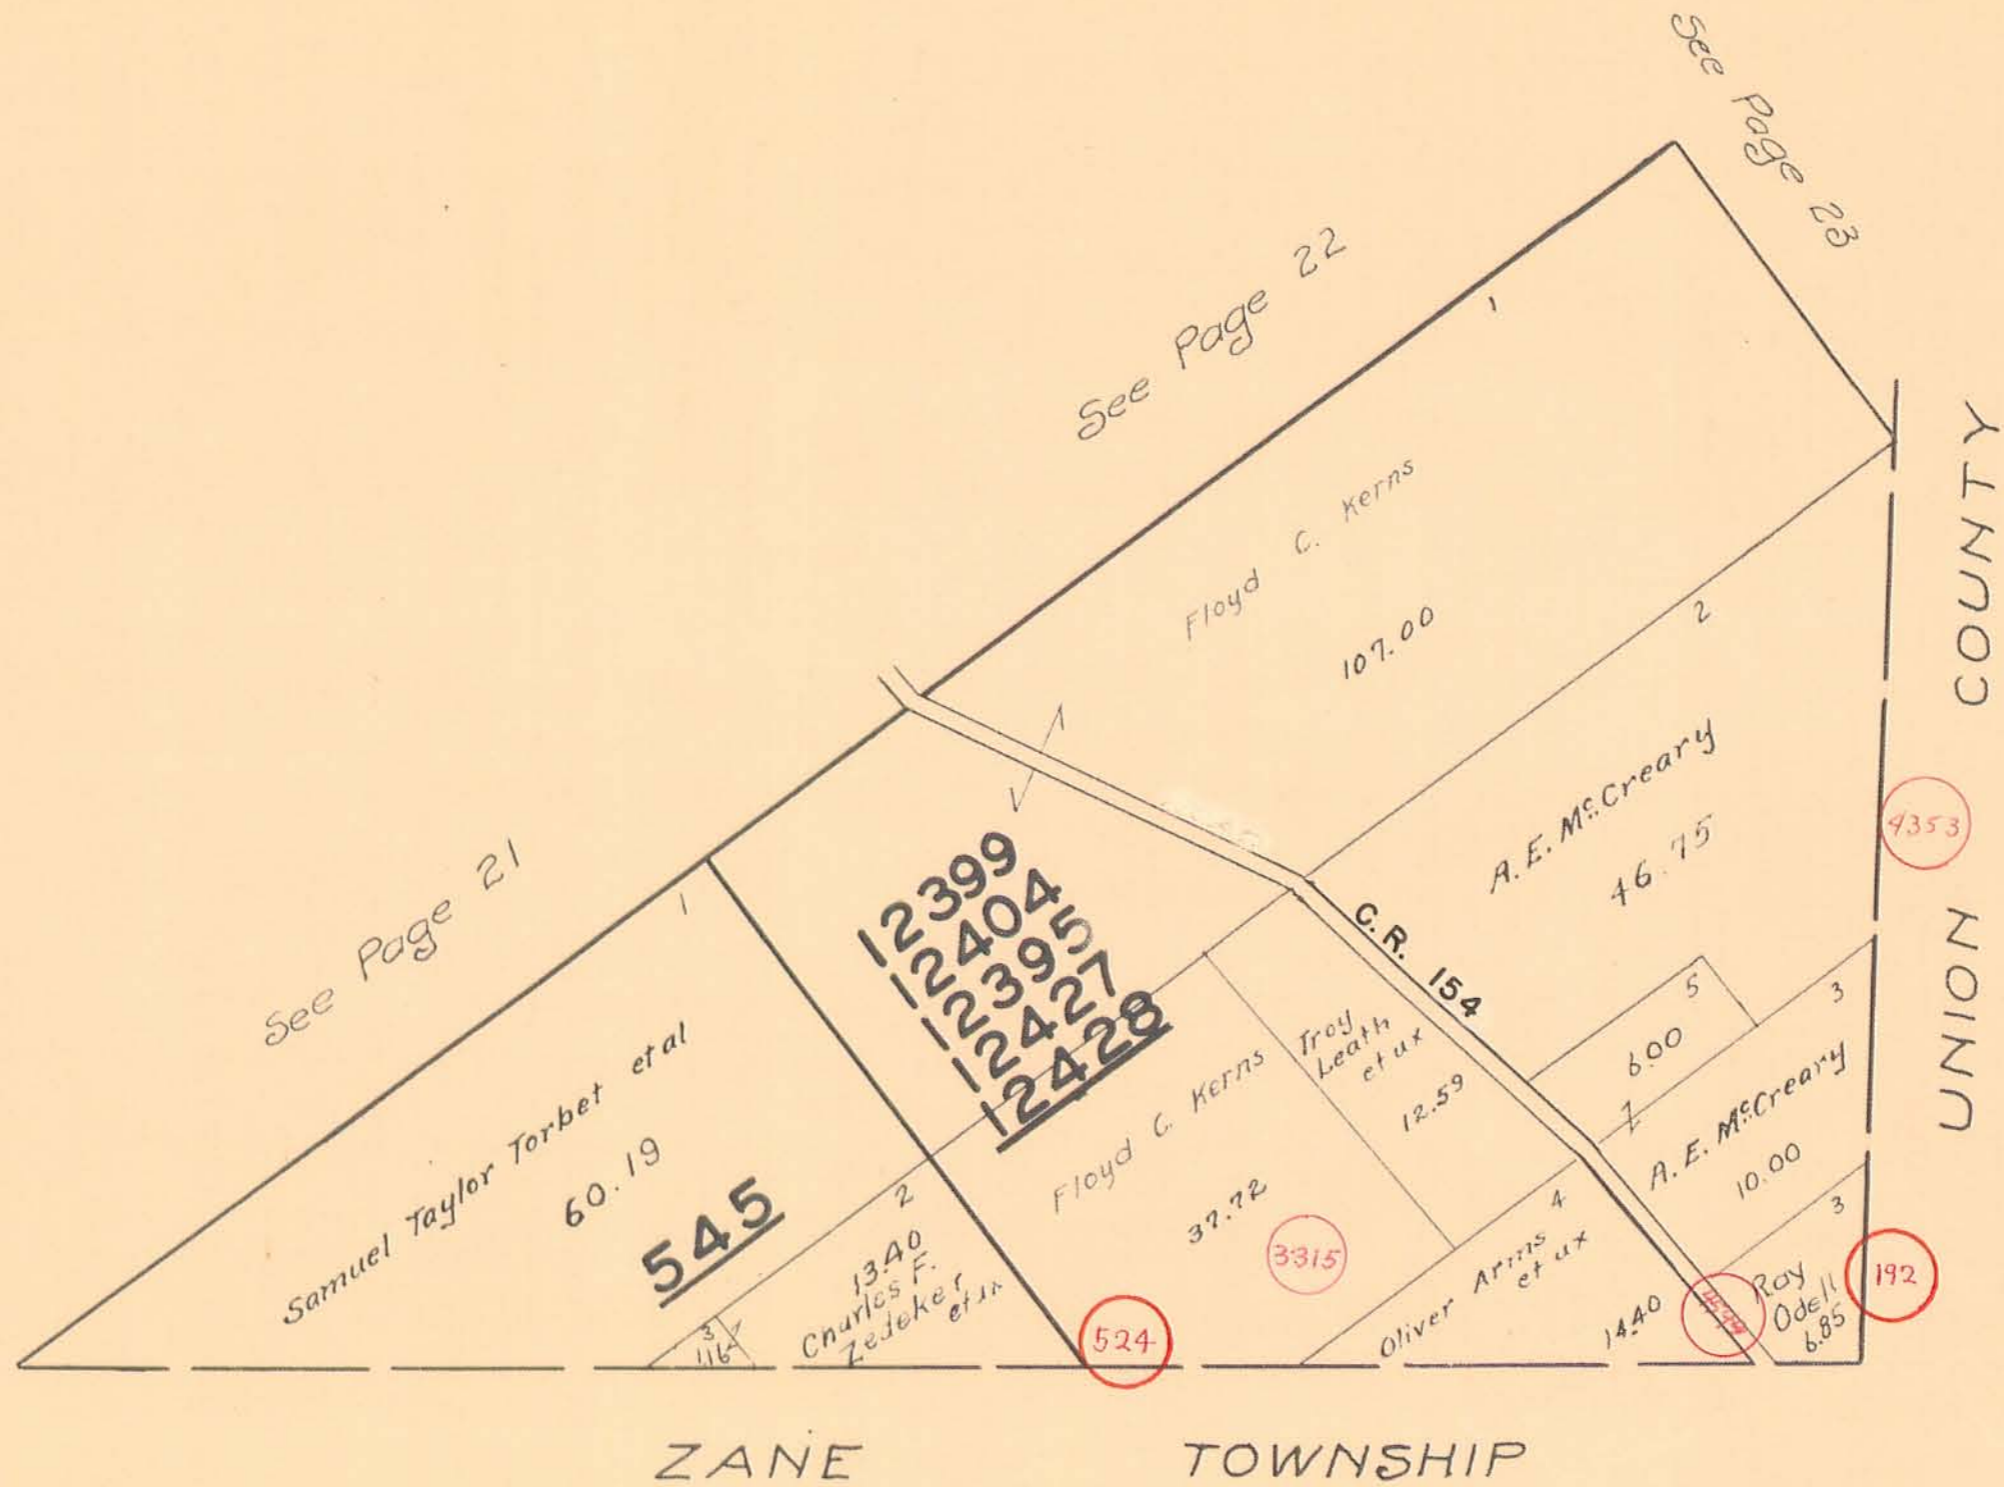 See Page 23
See Page 22
1
Floyd C. Kerns
107.00
2
COUNTY
UNION
A. E. Mc.Creary
46.75
4353
See Page 21
1
12399
12404
12395
12427
12428
C. R. 154
5
6.00
3
Troy
Leath
et ux
12.59
Floyd C. Kerns
37.72
3315
Samuel Taylor Torbet et al
60.19
545
2
13.40
Charles F.
Zedeker
et ux
3
1.16
524
A. E. Mc.Creary
10.00
4
Oliver Arms
et ux
14.40
3
Ray
Odell
6.85
192
ZANE TOWNSHIP